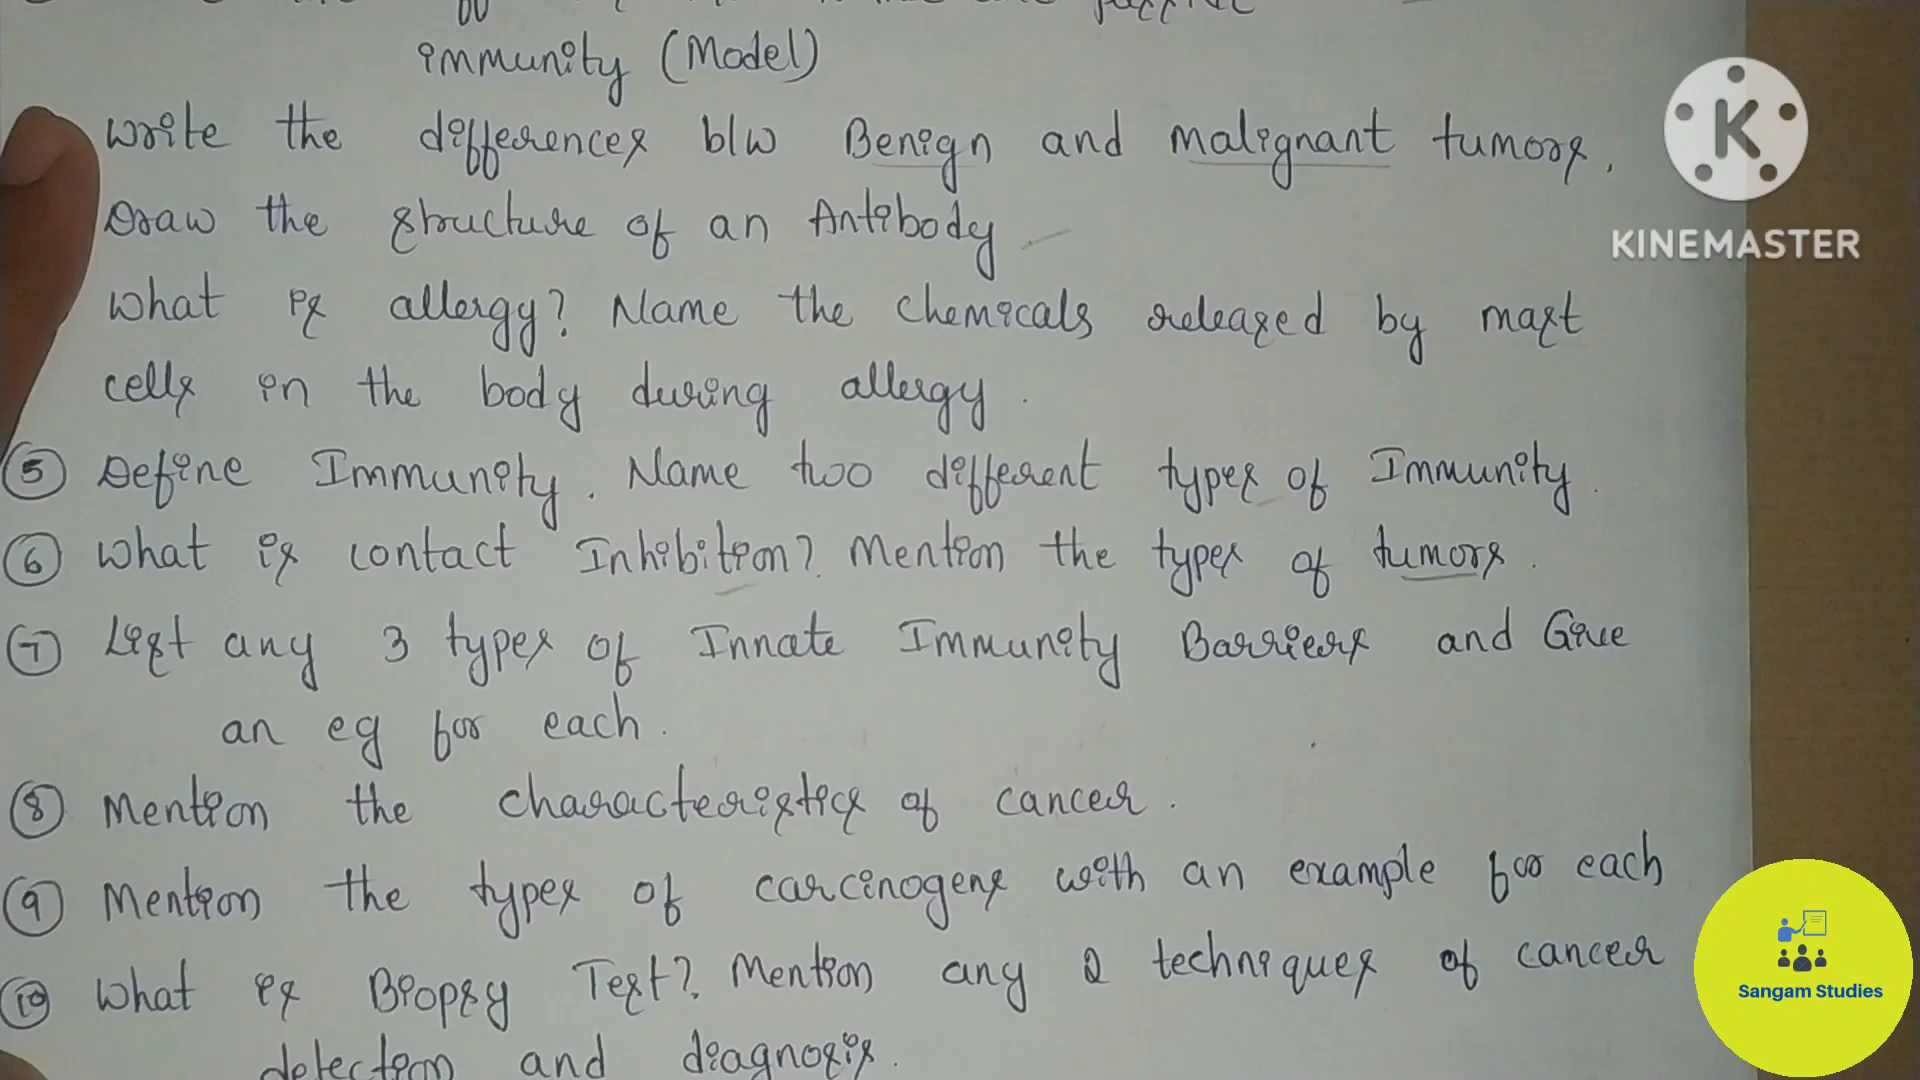 immunity (Model)
Write the differences b/w Benign and malignant tumors.
Draw the structure of an Antibody
What is allergy? Name the chemicals released by mast
cells in the body during allergy.
5 Define Immunity. Name two different types of Immunity.
6 What is contact Inhibition? Mention the types of tumors.
7 List any 3 types of Innate Immunity Barriers and Give
an eg for each.
8 Mention the characteristics of cancer.
9 Mention the types of carcinogens with an example for each
10 What is Biopsy Test? Mention any 2 techniques of cancer
detection and diagnosis.
K
KINEMASTER
Sangam Studies